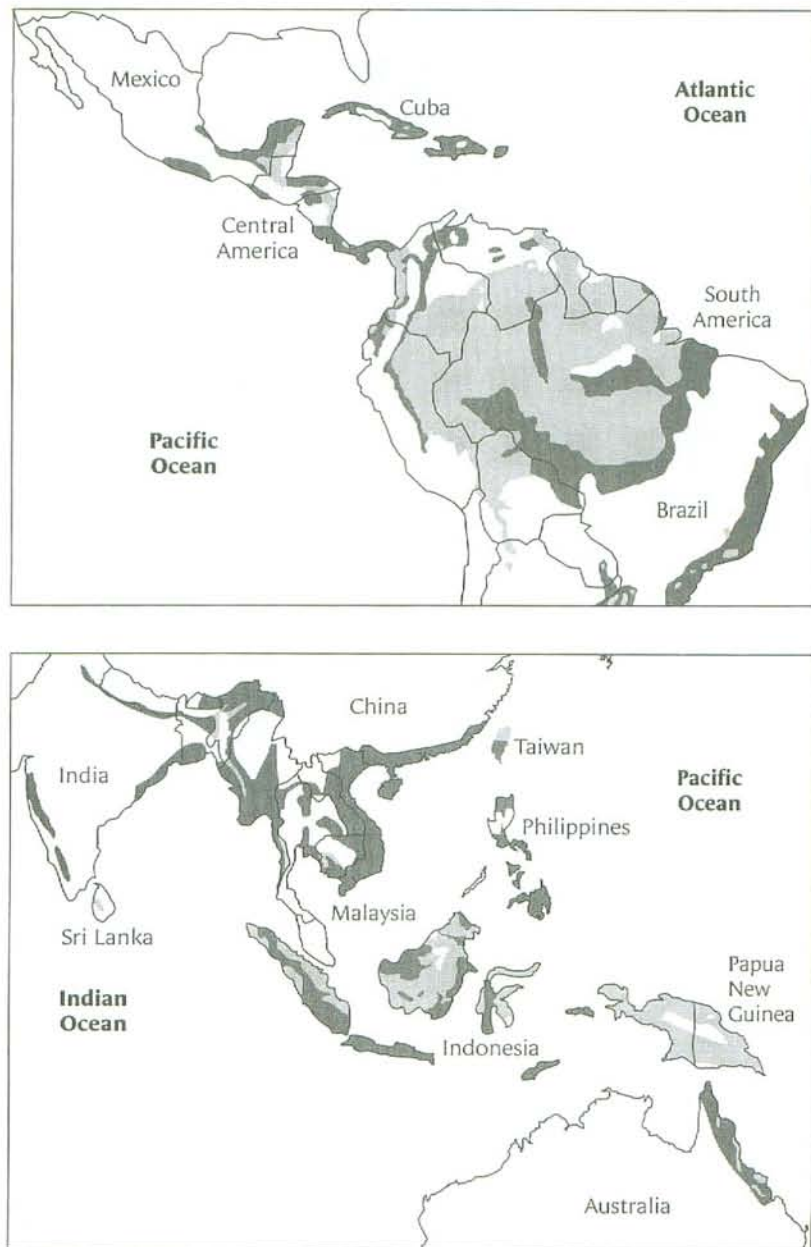 Mexico
Atlantic
Ocean
Cuba
Central
America
South
America
Pacific
Ocean
Brazil
China
Taiwan
India
Pacific
Ocean
Philippines
Malaysia
Sri Lanka
Papua
New
Guinea
Indian
Ocean
Indonesia
Australia